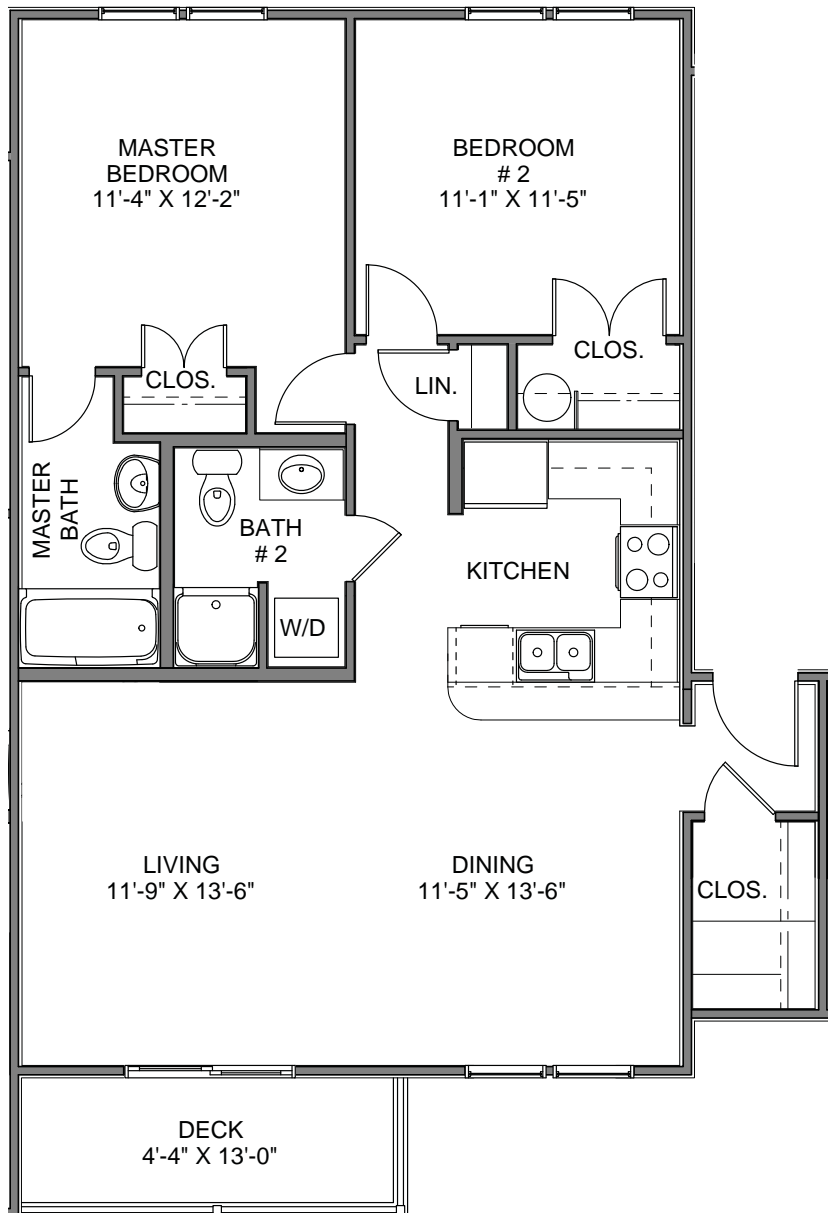 MASTER
BEDROOM
11'-4" X 12'-2"
BEDROOM
# 2
11'-1" X 11'-5"
CLOS.
LIN.
CLOS.
MASTER
BATH
BATH
# 2
W/D
KITCHEN
LIVING
11'-9" X 13'-6"
DINING
11'-5" X 13'-6"
CLOS.
DECK
4'-4" X 13'-0"